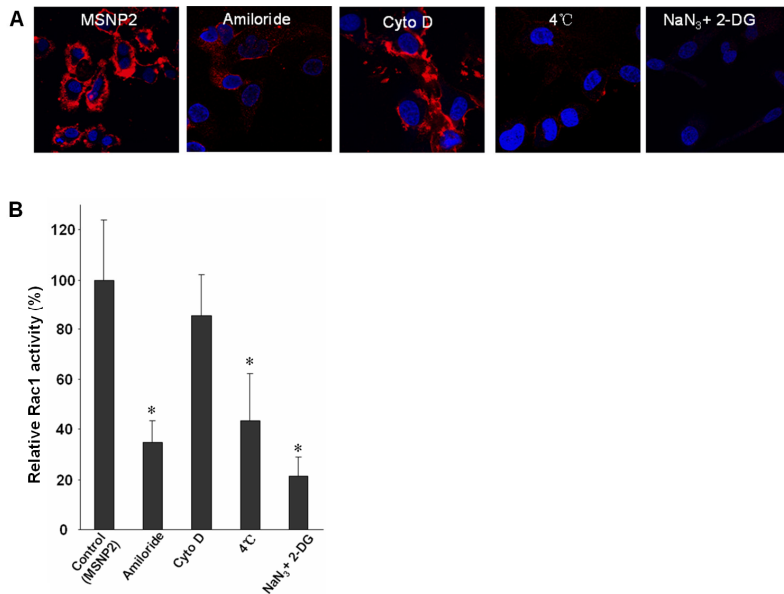 A
MSNP2
Amiloride
Cyto D
4℃
NaN3+ 2-DG
B
Relative Rac1 activity (%)
120
100
80
60
40
20
0
*
*
*
Control
(MSNP2)
Amiloride
Cyto D
4℃
NaN3+ 2-DG